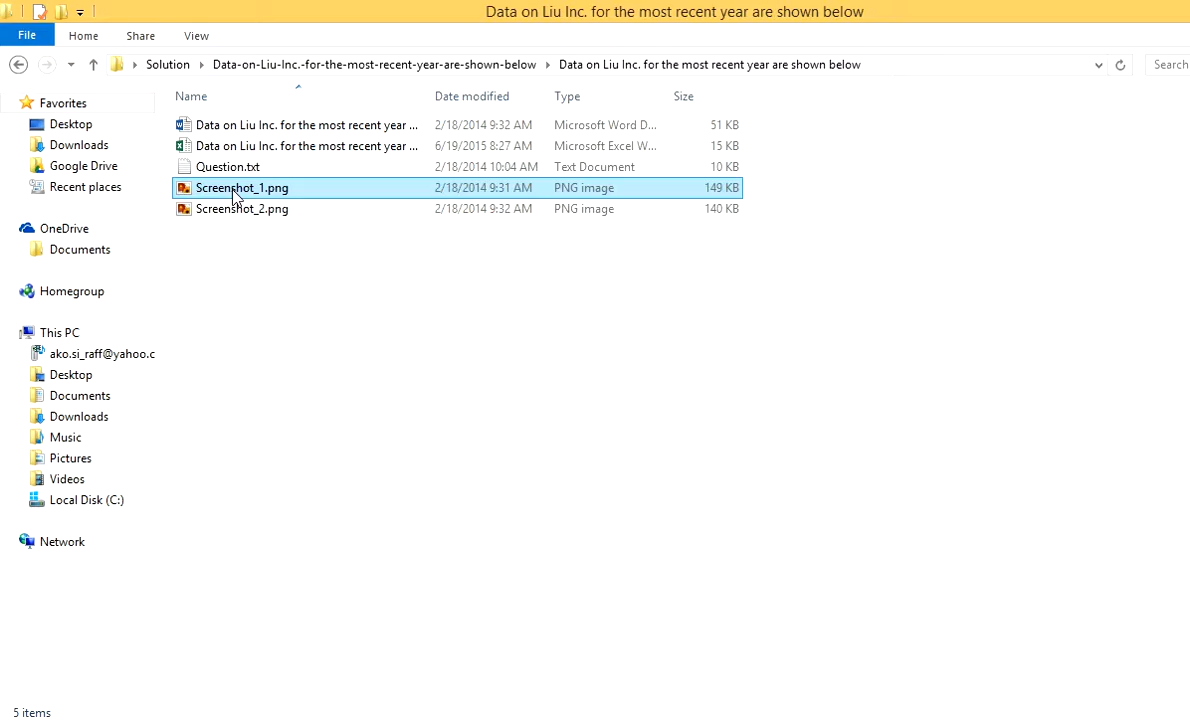 Data on Liu Inc. for the most recent year are shown below
File Home Share View
Solution Data-on-Liu-Inc.-for-the-most-recent-year-are-shown-below Data on Liu Inc. for the most recent year are shown below Search
Name Date modified Type Size
Favorites
Desktop
Downloads
Google Drive
Recent places
OneDrive
Documents
Homegroup
This PC
ako.si_raff@yahoo.c
Desktop
Documents
Downloads
Music
Pictures
Videos
Local Disk (C:)
Network
Data on Liu Inc. for the most recent year ... 2/18/2014 9:32 AM Microsoft Word D... 51 KB
Data on Liu Inc. for the most recent year ... 6/19/2015 8:27 AM Microsoft Excel W... 15 KB
Question.txt 2/18/2014 10:04 AM Text Document 10 KB
Screenshot_1.png 2/18/2014 9:31 AM PNG image 149 KB
Screenshot_2.png 2/18/2014 9:32 AM PNG image 140 KB
5 items